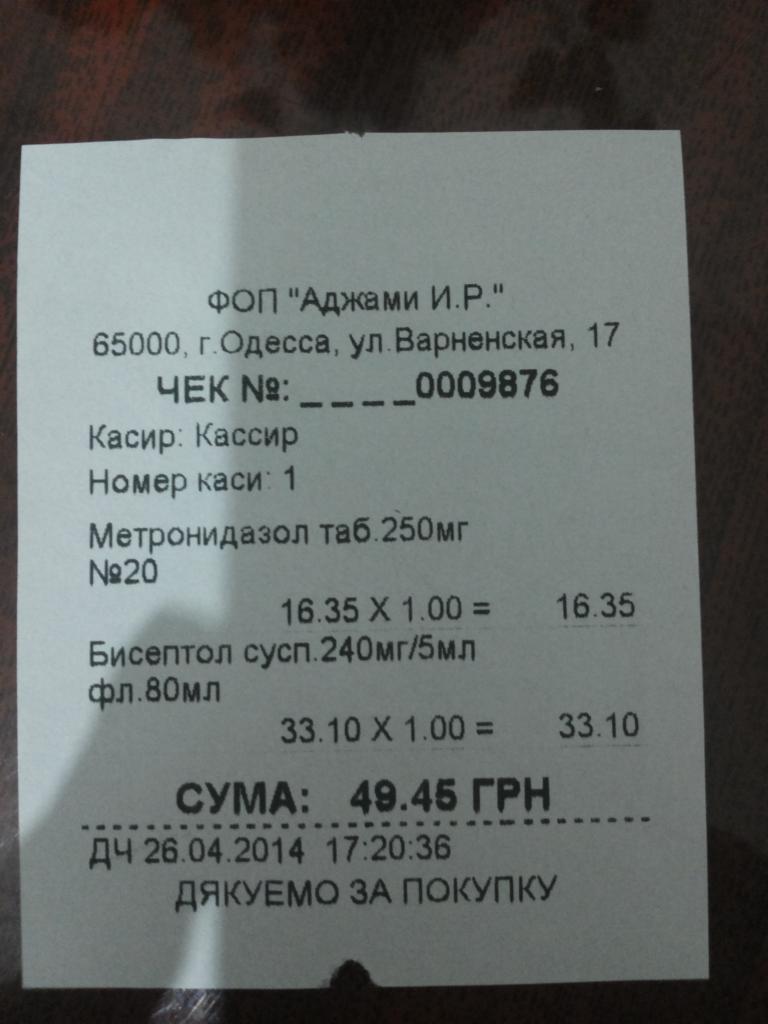 ФОП "Аджами И.Р."
65000, г.Одесса, ул.Варненская, 17
ЧЕК №: _ _ _ _0009876
Касир: Кассир
Номер каси: 1
Метронидазол таб.250мг
№20
16.35 X 1.00 = 16.35
Бисептол сусп.240мг/5мл
фл.80мл
33.10 X 1.00 = 33.10
СУМА: 49.45 ГРН
ДЧ 26.04.2014 17:20:36
ДЯКУЕМО ЗА ПОКУПКУ